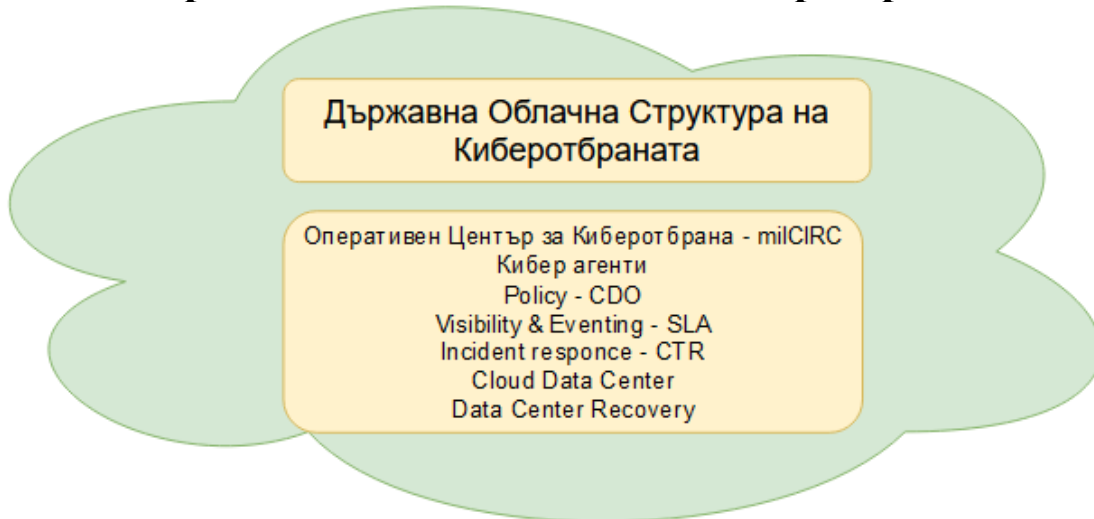 Държавна Облачна Структура на
Киберотбраната
Оперативен Център за Киберотбрана - milCIRC
Кибер агенти
Policy - CDO
Visibility & Eventing - SLA
Incident responce - CTR
Cloud Data Center
Data Center Recovery